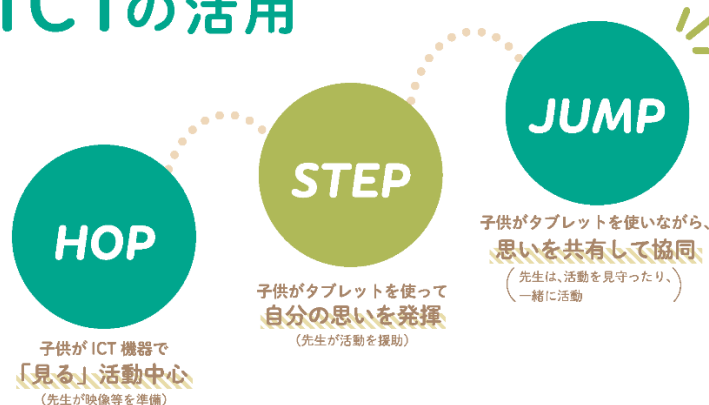 ICTの活用
HOP
子供が ICT 機器で
「見る」活動中心
(先生が映像等を準備)
STEP
子供がタブレットを使って
自分の思いを発揮
(先生が活動を援助)
JUMP
子供がタブレットを使いながら、
思いを共有して協同
(先生は、活動を見守ったり、
一緒に活動)